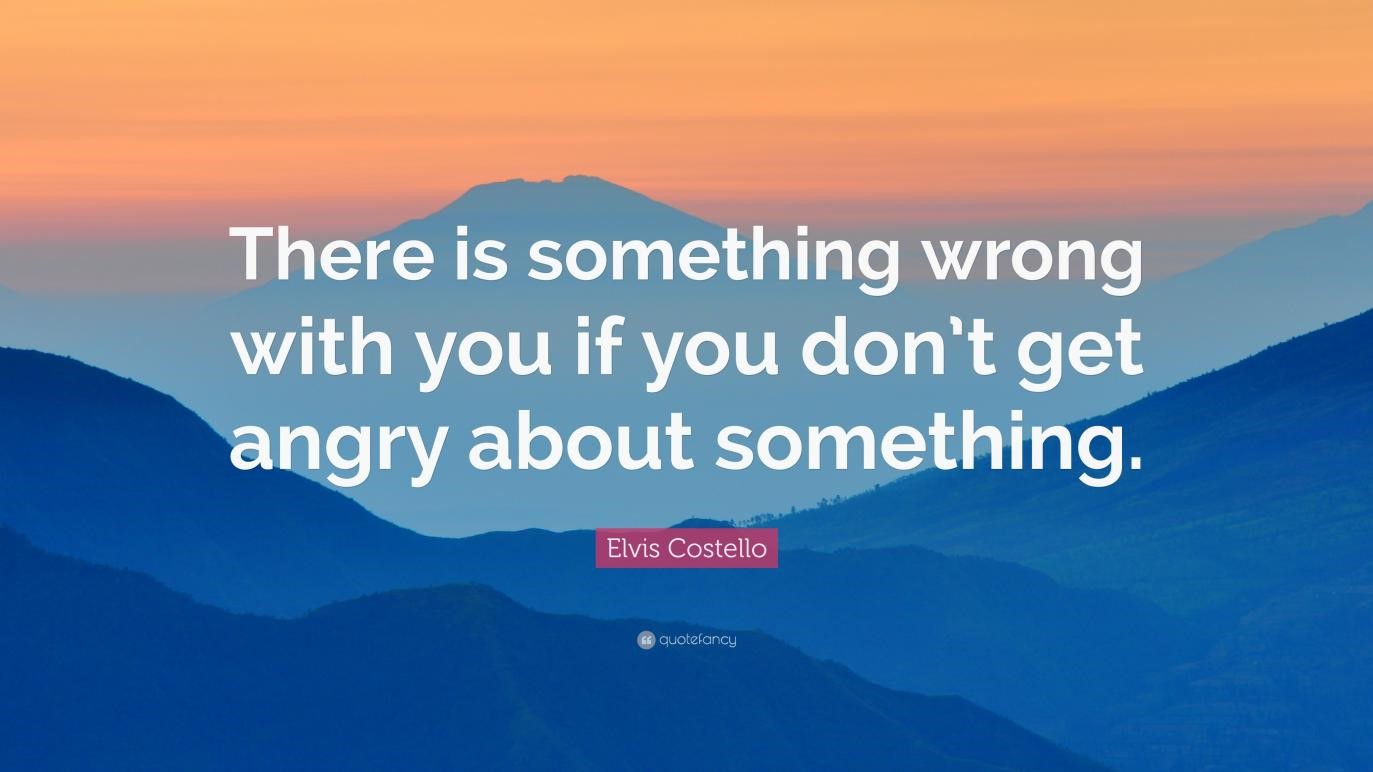 There is something wrong
with you if you don’t get
angry about something.
Elvis Costello
quotefancy